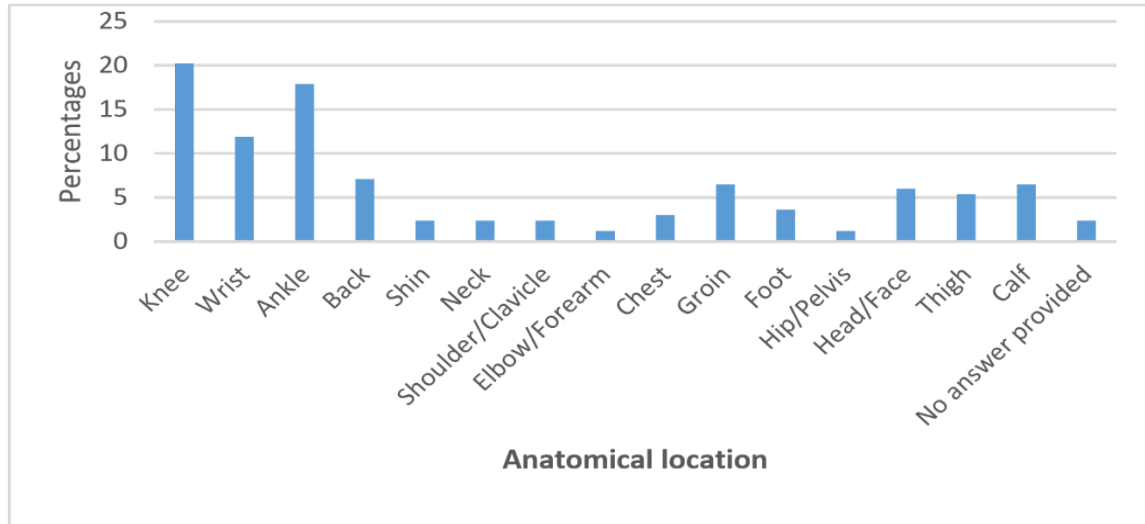 25
20
15
10
5
0
Percentages
Knee
Wrist
Ankle
Back
Shin
Neck
Shoulder/Clavicle
Elbow/Forearm
Chest
Groin
Foot
Hip/Pelvis
Head/Face
Thigh
Calf
No answer provided
Anatomical location